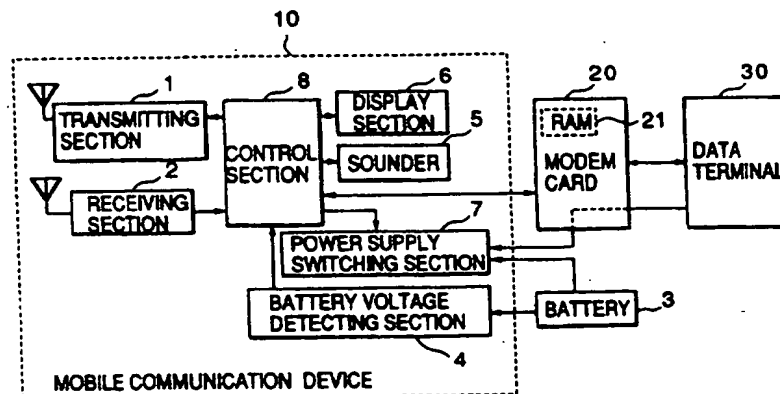 10
1
TRANSMITTING
SECTION
2
RECEIVING
SECTION
8
CONTROL
SECTION
6
DISPLAY
SECTION
5
SOUNDER
7
POWER SUPPLY
SWITCHING SECTION
BATTERY VOLTAGE
DETECTING SECTION
4
BATTERY
3
20
RAM
21
MODEM
CARD
30
DATA
TERMINAL
MOBILE COMMUNICATION DEVICE